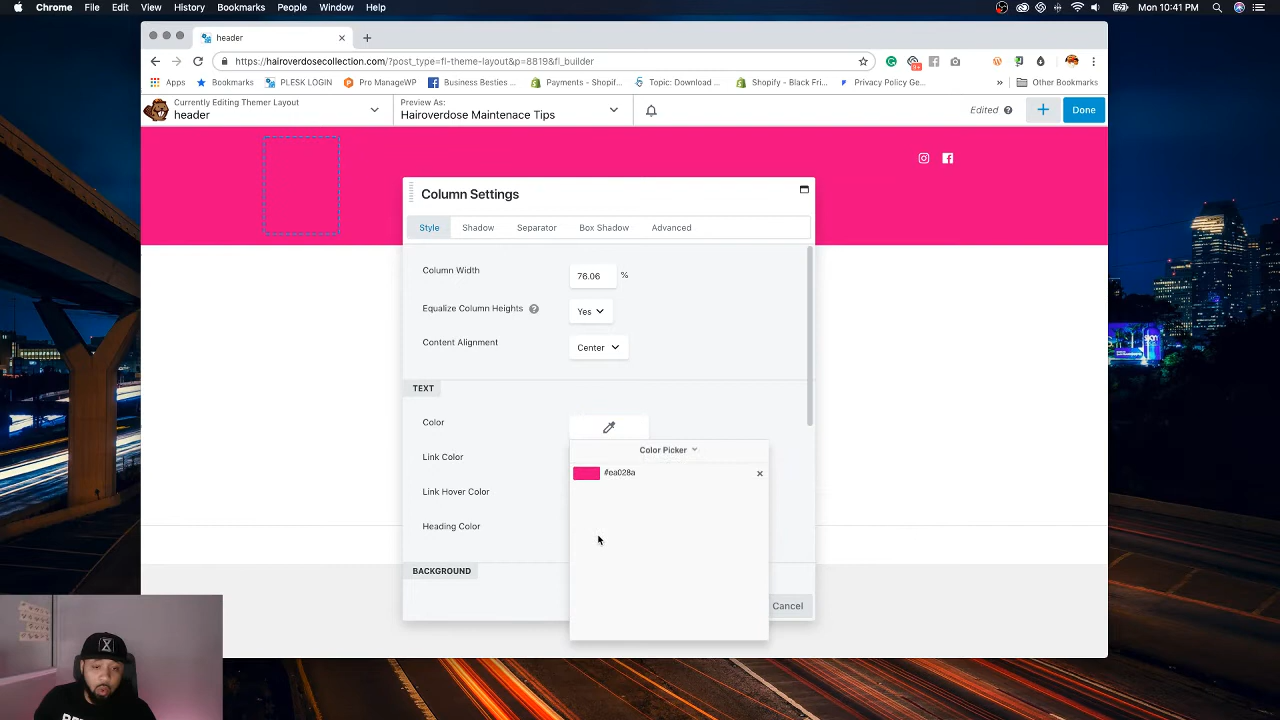 Chrome File Edit View History Bookmarks People Window Help
Mon 10:41 PM
header
https://hairoverdosecollection.com/?post_type=fl-theme-layout&p=8819&fl_builder
9+
Apps Bookmarks PLESK LOGIN Pro ManageWP Business Besties ... Payments - Shopif... Topic: Download ... Shopify - Black Fri... Privacy Policy Ge... » Other Bookmarks
Currently Editing Themer Layout
header
Preview As:
Hairoverdose Maintenace Tips
Edited
Done
Column Settings
Style Shadow Separator Box Shadow Advanced
Column Width 76.06 %
Equalize Column Heights Yes
Content Alignment Center
TEXT
Color
Color Picker
Link Color
#ea028a
Link Hover Color
Heading Color
BACKGROUND
Cancel